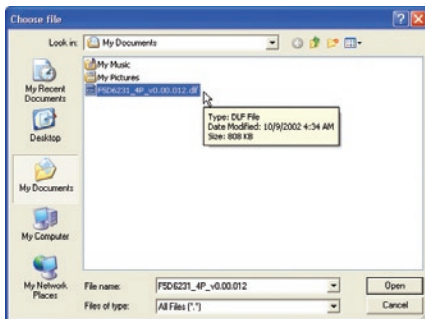 Choose file
Look in:
My Documents
My Recent
Documents
Desktop
My Documents
My Computer
My Network
Places
My Music
My Pictures
F5D6231_4P_v0.00.012.dlf
Type: DLF File
Date Modified: 10/9/2002 4:34 AM
Size: 808 KB
File name:
F5D6231_4P_v0.00.012
Open
Files of type:
All Files (*.*)
Cancel